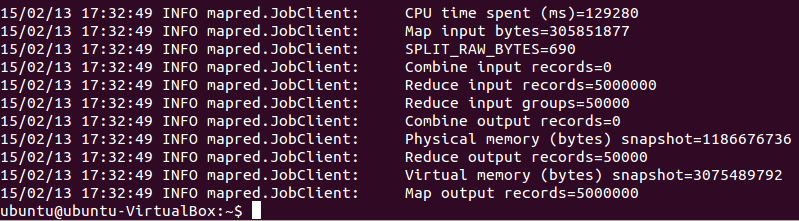 15/02/13 17:32:49 INFO mapred.JobClient:     CPU time spent (ms)=129280
15/02/13 17:32:49 INFO mapred.JobClient:     Map input bytes=305851877
15/02/13 17:32:49 INFO mapred.JobClient:     SPLIT_RAW_BYTES=690
15/02/13 17:32:49 INFO mapred.JobClient:     Combine input records=0
15/02/13 17:32:49 INFO mapred.JobClient:     Reduce input records=5000000
15/02/13 17:32:49 INFO mapred.JobClient:     Reduce input groups=50000
15/02/13 17:32:49 INFO mapred.JobClient:     Combine output records=0
15/02/13 17:32:49 INFO mapred.JobClient:     Physical memory (bytes) snapshot=1186676736
15/02/13 17:32:49 INFO mapred.JobClient:     Reduce output records=50000
15/02/13 17:32:49 INFO mapred.JobClient:     Virtual memory (bytes) snapshot=3075489792
15/02/13 17:32:49 INFO mapred.JobClient:     Map output records=5000000
ubuntu@ubuntu-VirtualBox:~$